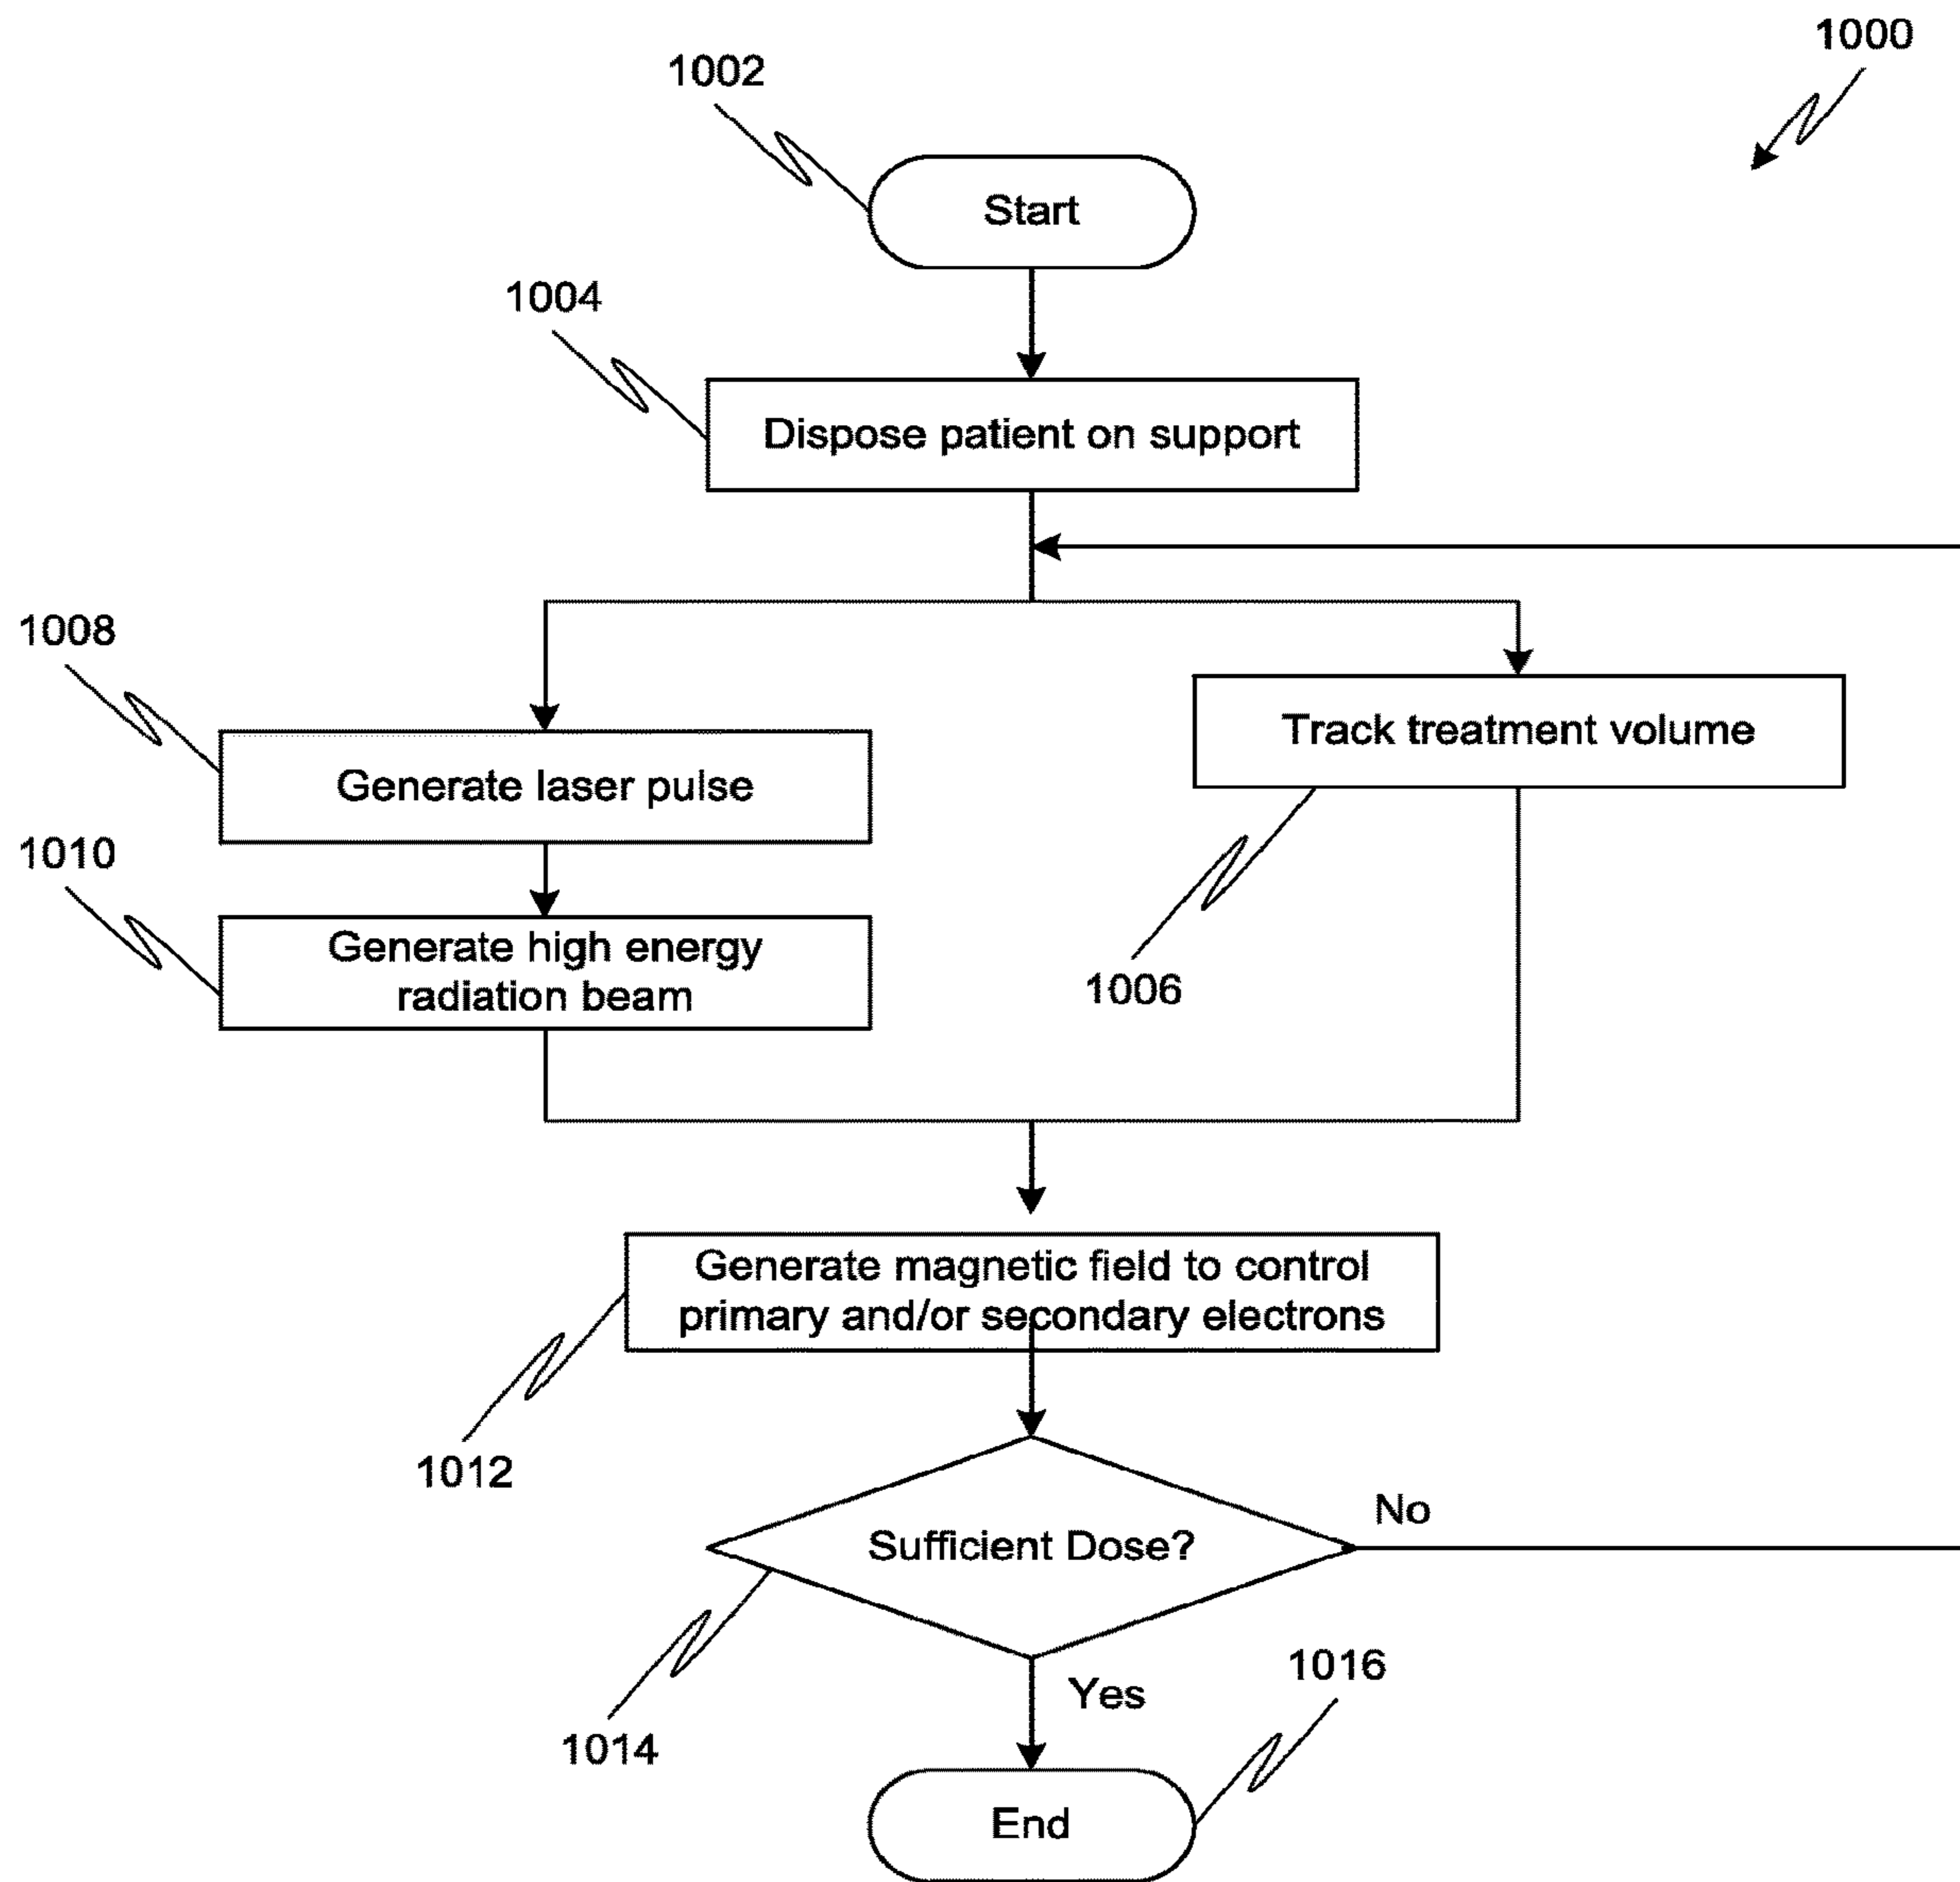 1000
1002
Start
1004
Dispose patient on support
1008
Generate laser pulse
Track treatment volume
1010
Generate high energy
radiation beam
1006
Generate magnetic field to control
primary and/or secondary electrons
1012
Sufficient Dose?
No
1014
Yes
1016
End